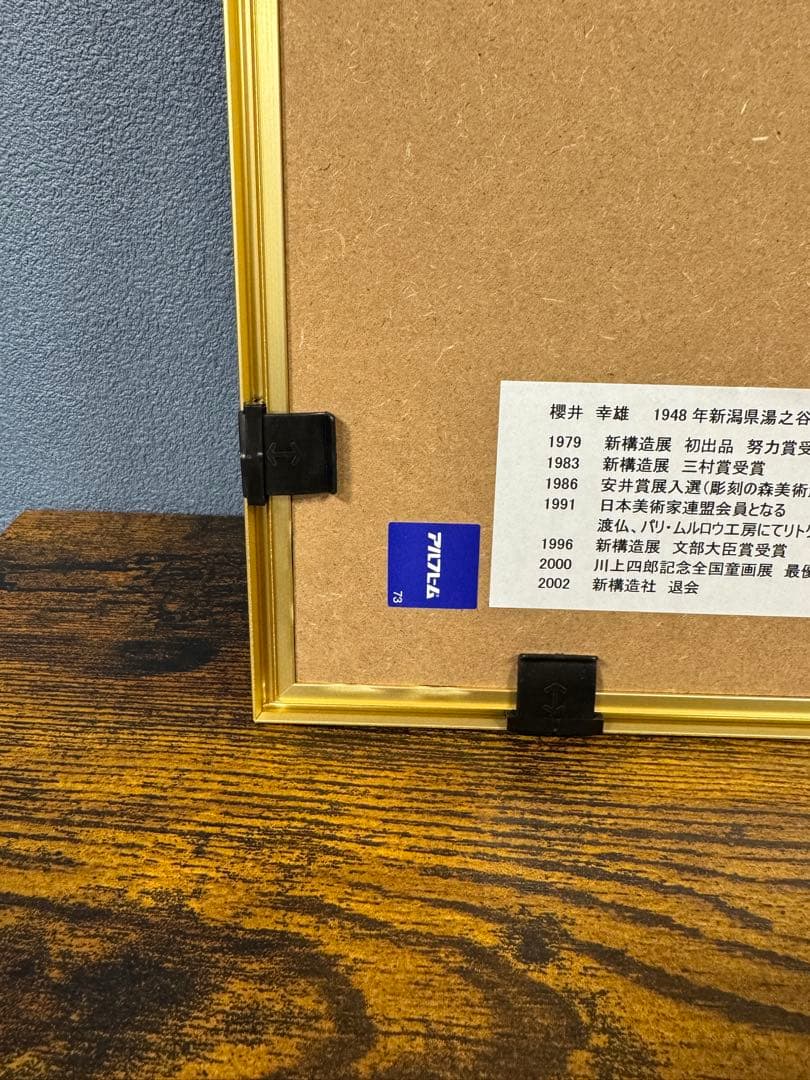 櫻井 幸雄 1948 年新潟県湯之谷
1979 新構造展 初出品 努力賞受
1983 新構造展 三村賞受賞
1986 安井賞展入選(彫刻の森美術
1991 日本美術家連盟会員となる
渡仏、パリ・ムルロウ工房にてリト
1996 新構造展 文部大臣賞受賞
2000 川上四郎記念全国童画展 最優
2002 新構造社 退会
アルフレーム
73